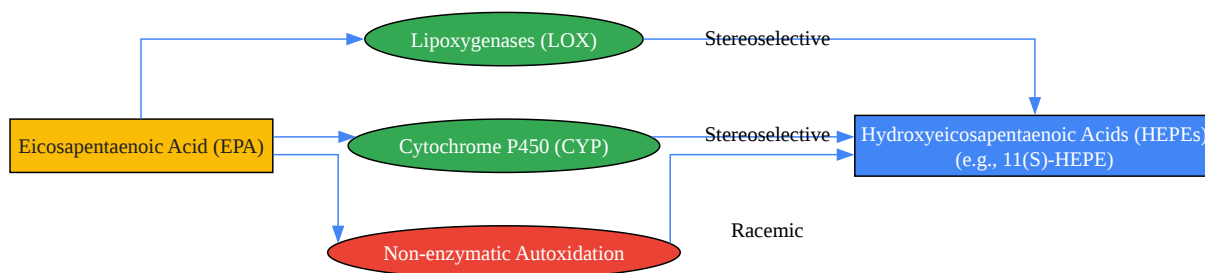 Lipoxygenases (LOX)
Stereoselective
Eicosapentaenoic Acid (EPA)
Cytochrome P450 (CYP)
Stereoselective
Hydroxyeicosapentaenoic Acids (HEPEs)
(e.g., 11(S)-HEPE)
Racemic
Non-enzymatic Autoxidation